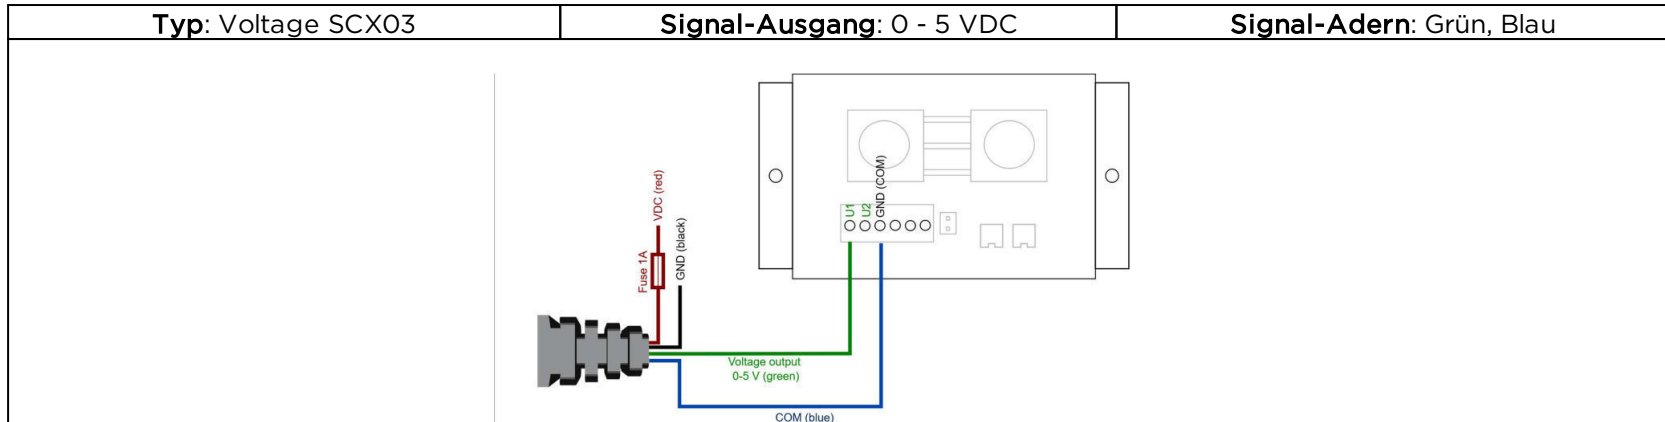 Typ: Voltage SCX03
Signal-Ausgang: 0 - 5 VDC
Signal-Adern: Grün, Blau
VDC (red)
Fuse 1A
GND (black)
U1
U2
GND (COM)
Voltage output
0-5 V (green)
COM (blue)